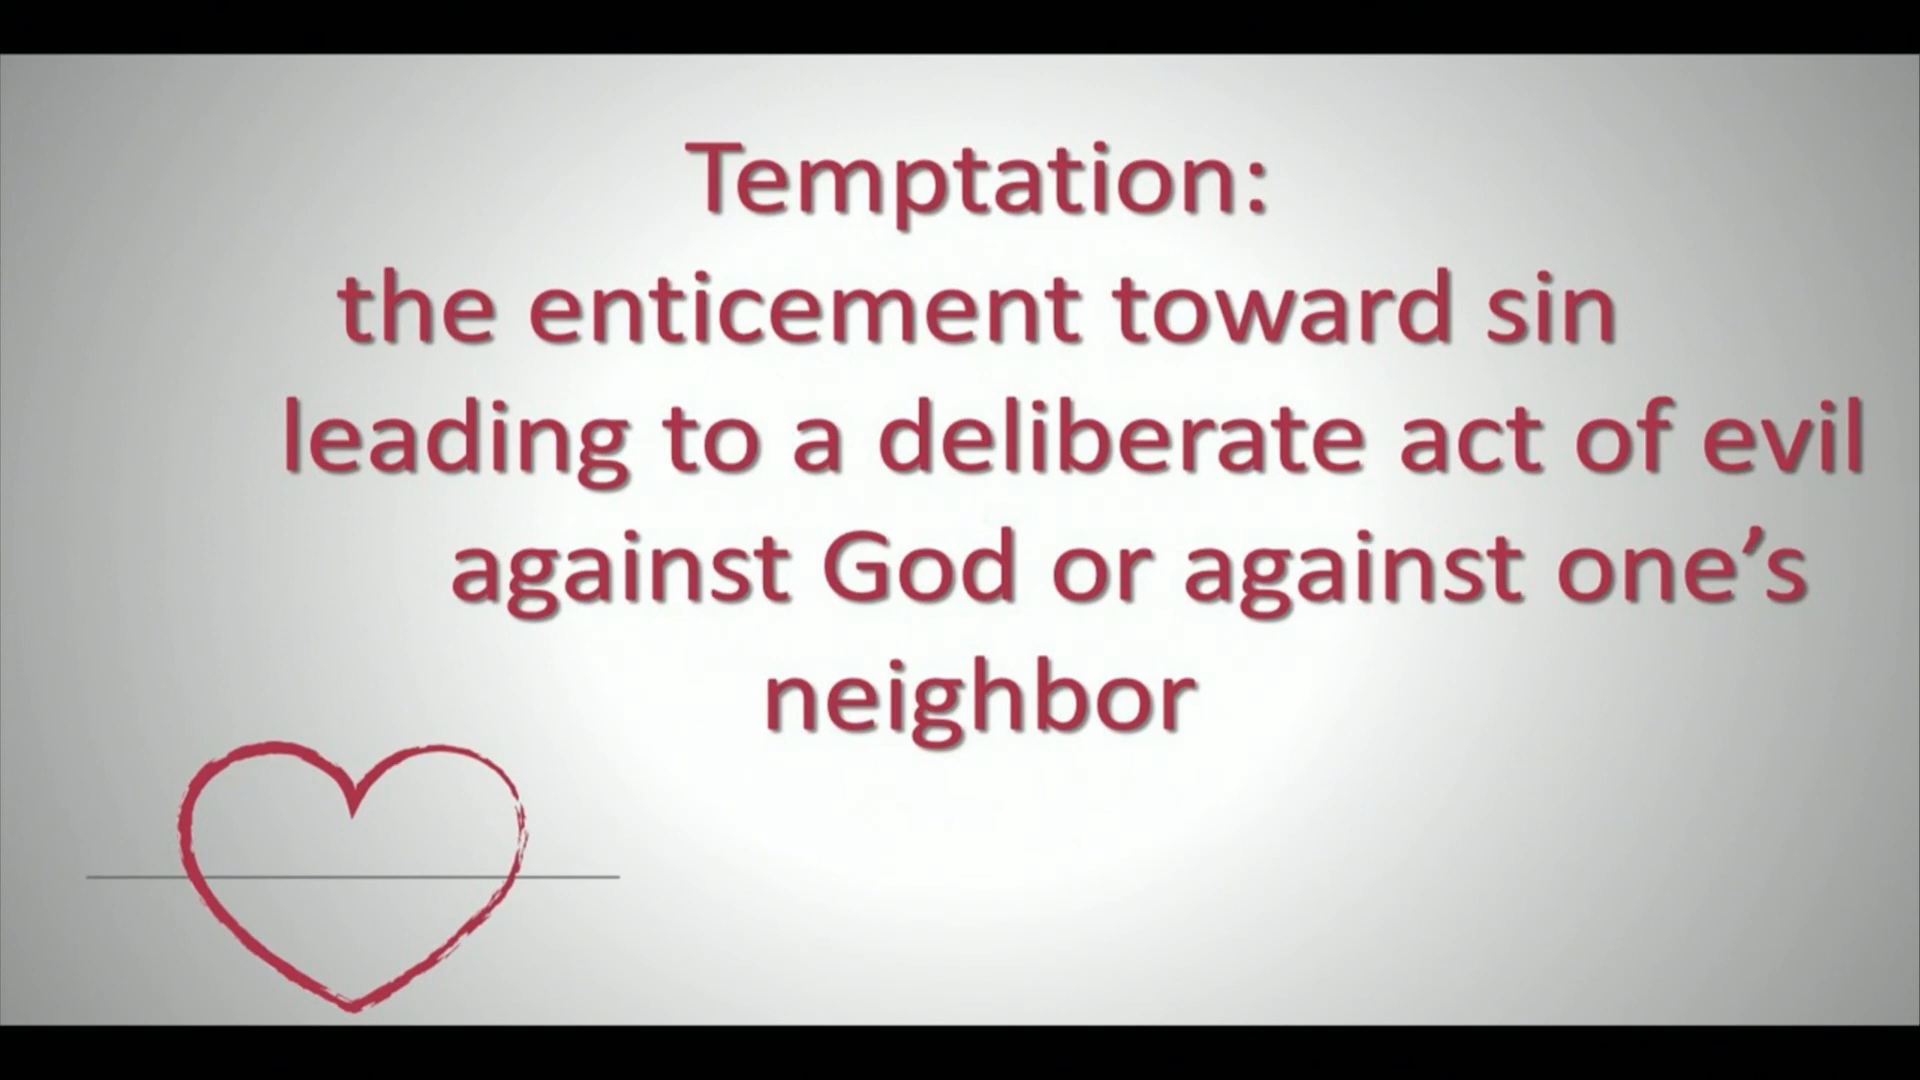 Temptation:
the enticement toward sin
leading to a deliberate act of evil
against God or against one’s
neighbor